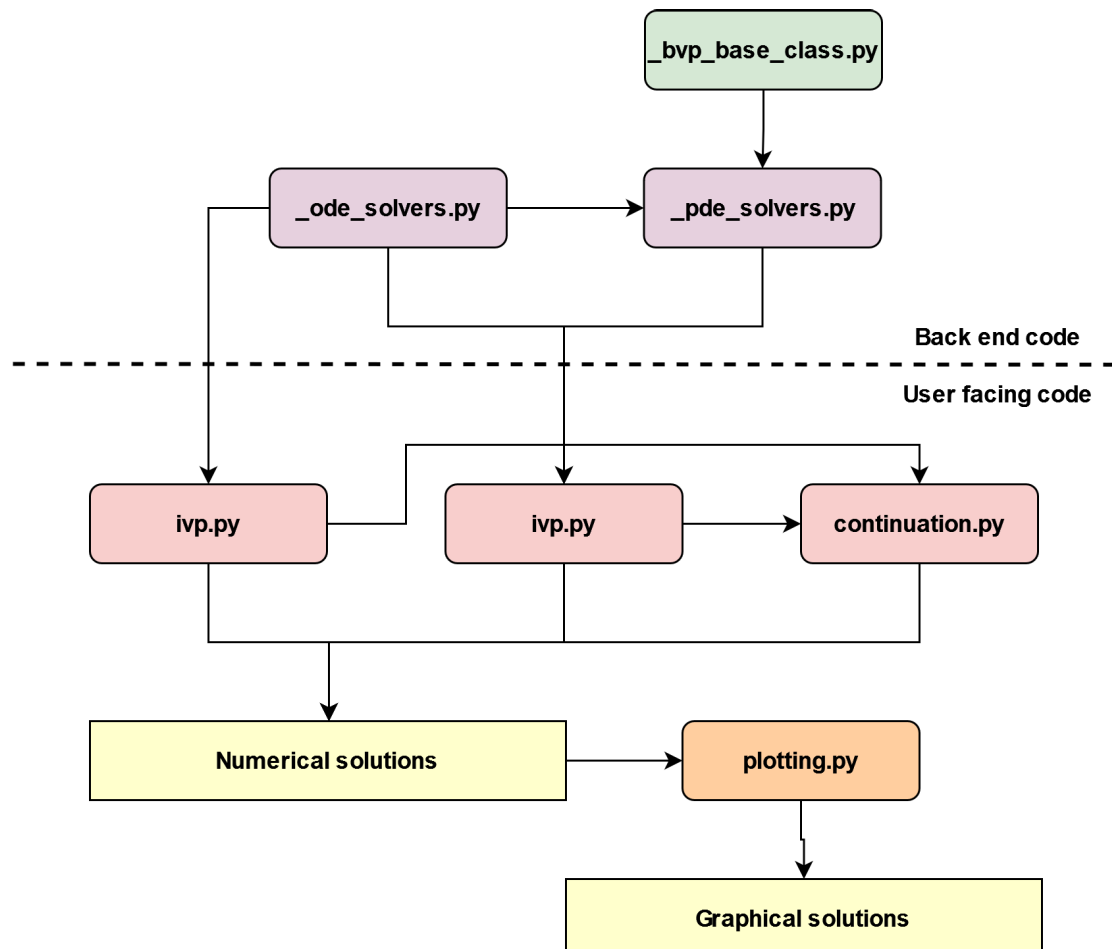 _bvp_base_class.py
_ode_solvers.py
_pde_solvers.py
Back end code
User facing code
ivp.py
ivp.py
continuation.py
Numerical solutions
plotting.py
Graphical solutions